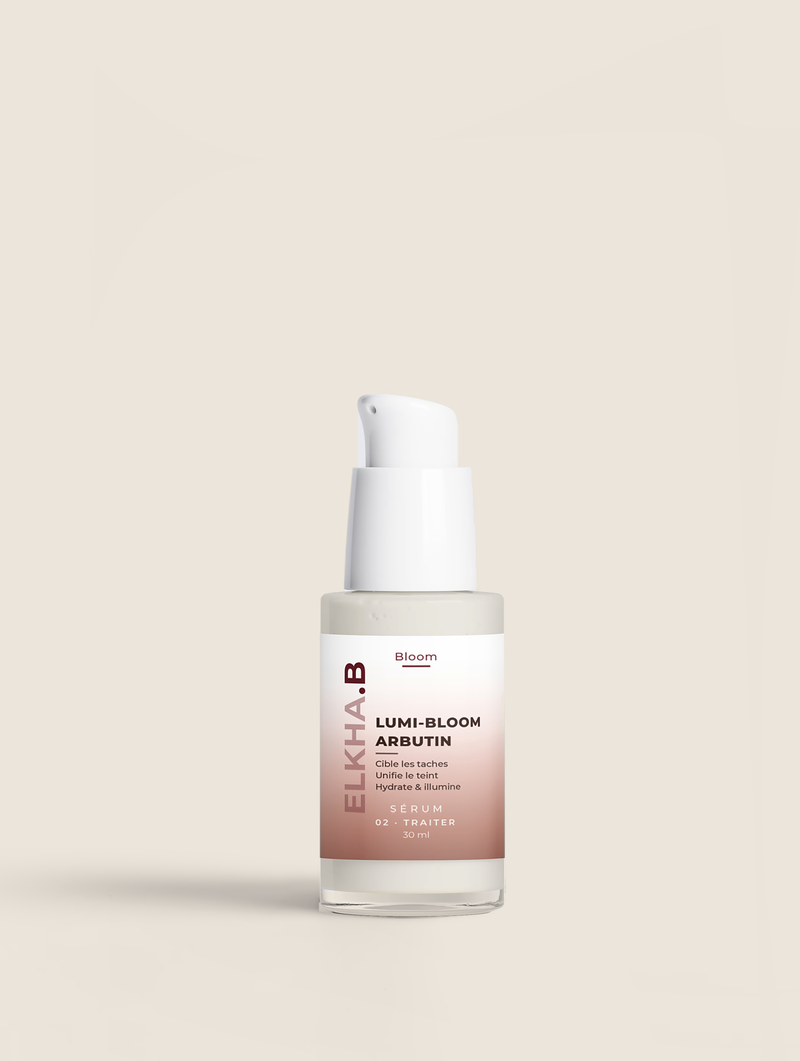 Bloom
ELKHA.B
LUMI-BLOOM
ARBUTIN
Cible les taches
Unifie le teint
Hydrate & illumine
SÉRUM
02 · TRAITER
30 ml